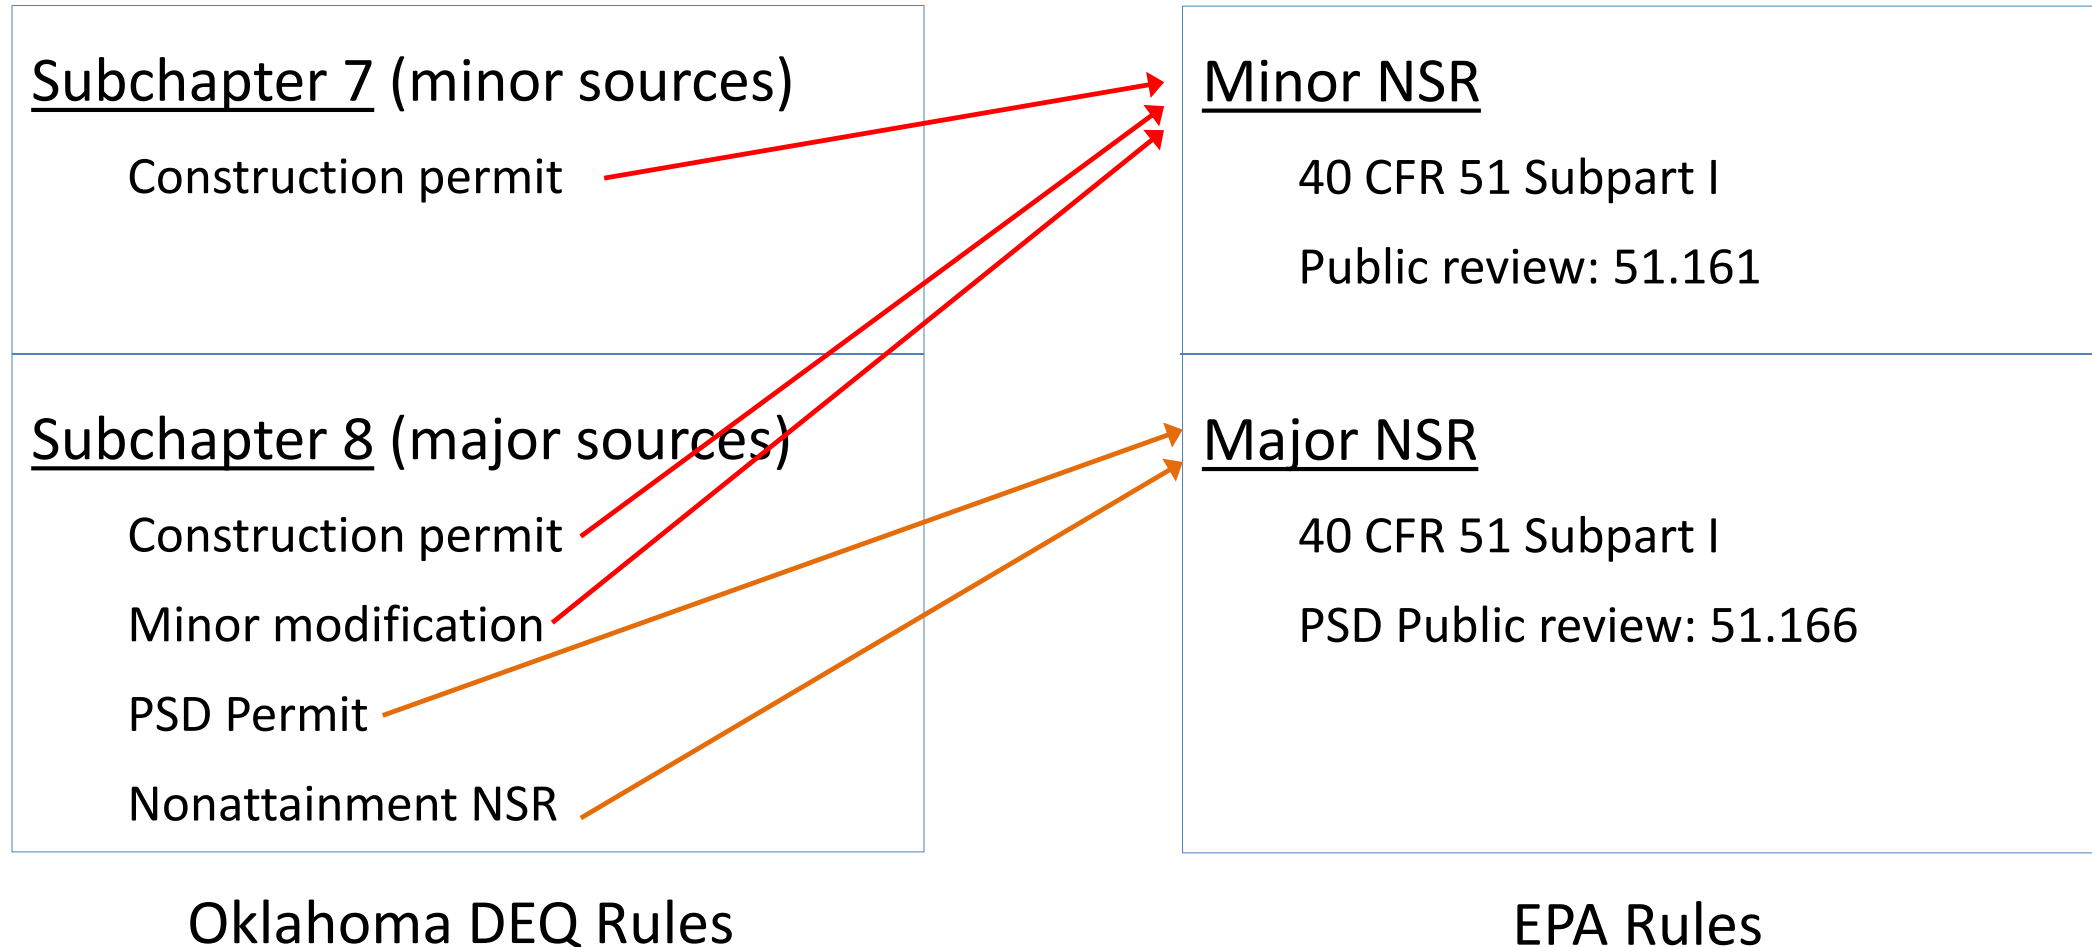 Subchapter 7 (minor sources)
Construction permit
Subchapter 8 (major sources)
Construction permit
Minor modification
PSD Permit
Nonattainment NSR
Oklahoma DEQ Rules
Minor NSR
40 CFR 51 Subpart I
Public review: 51.161
Major NSR
40 CFR 51 Subpart I
PSD Public review: 51.166
EPA Rules